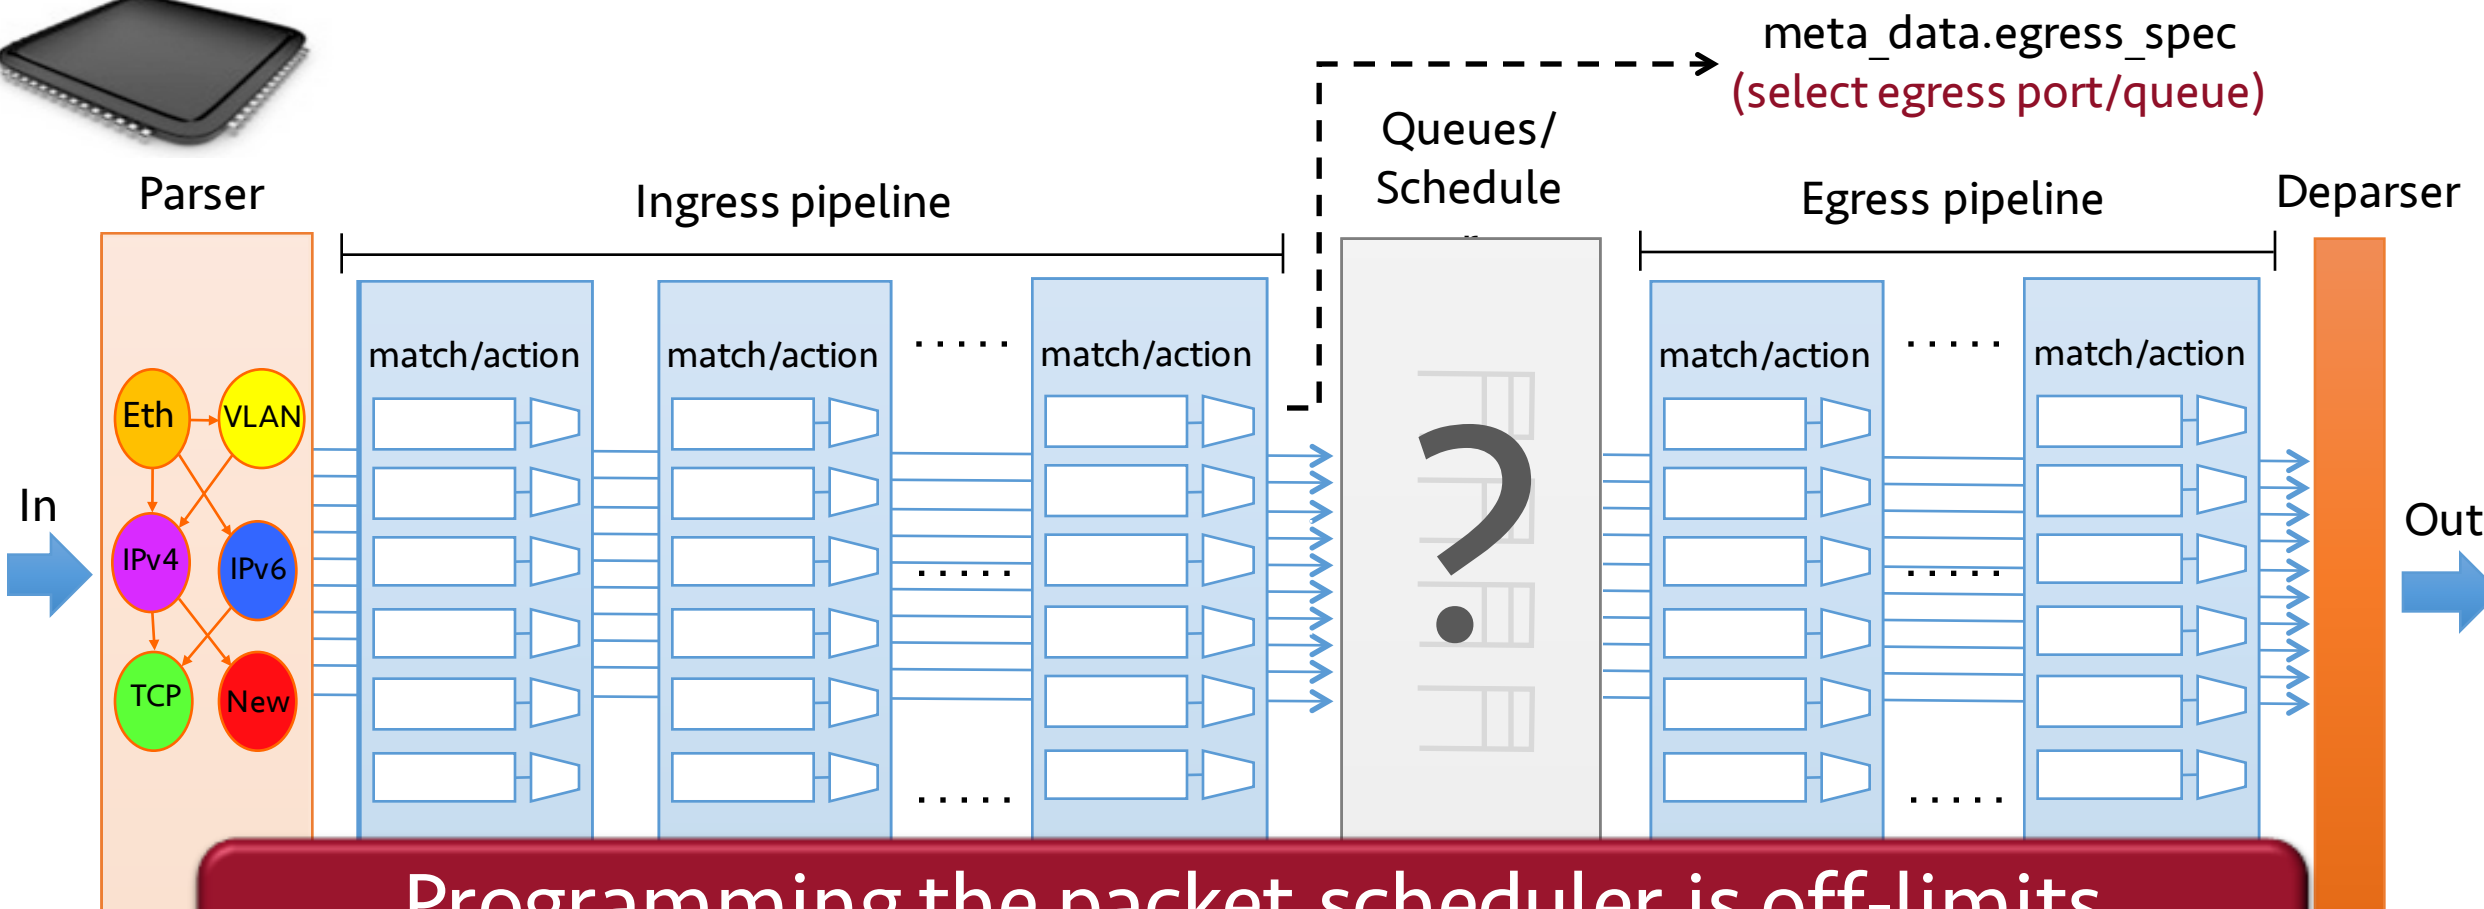 meta_data.egress_spec
(select egress port/queue)
Queues/
Schedule
Parser
Ingress pipeline
Egress pipeline
Deparser
match/action
match/action
.....
match/action
match/action
.....
match/action
Eth
VLAN
In
IPv4
IPv6
.....
?
.....
Out
TCP
New
.....
.....
Programming the packet scheduler is off-limits